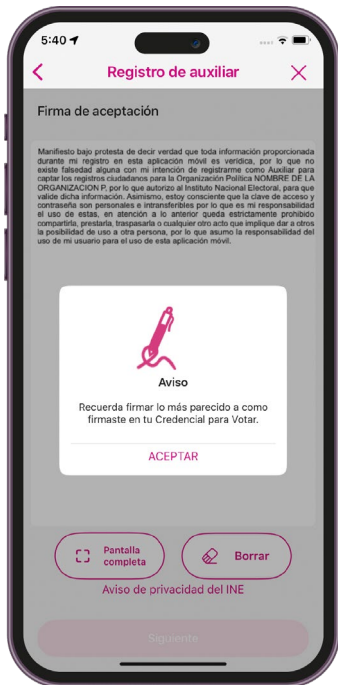 5:40
Registro de auxiliar
Firma de aceptación
Manifiesto bajo protesta de decir verdad que toda información proporcionada
durante mi registro en esta aplicación móvil es verídica, por lo que no
existe falsedad alguna con mi intención de registrarme como Auxiliar para
captar los registros ciudadanos para la Organización Política NOMBRE DE LA
ORGANIZACION P, por lo que autorizo al Instituto Nacional Electoral, para que
valide dicha información. Asimismo, estoy consciente que la clave de acceso y
contraseña son personales e intransferibles por lo que es mi responsabilidad
el uso de estas, en atención a lo anterior queda estrictamente prohibido
compartirla, prestarla, traspasarla o cualquier otro acto que implique dar a otros
la posibilidad de uso a otra persona, por lo que asumo la responsabilidad del
uso de mi usuario para el uso de esta aplicación móvil.
Aviso
Recuerda firmar lo más parecido a como
firmaste en tu Credencial para Votar.
ACEPTAR
Pantalla
completa
Borrar
Aviso de privacidad del INE
Siguiente